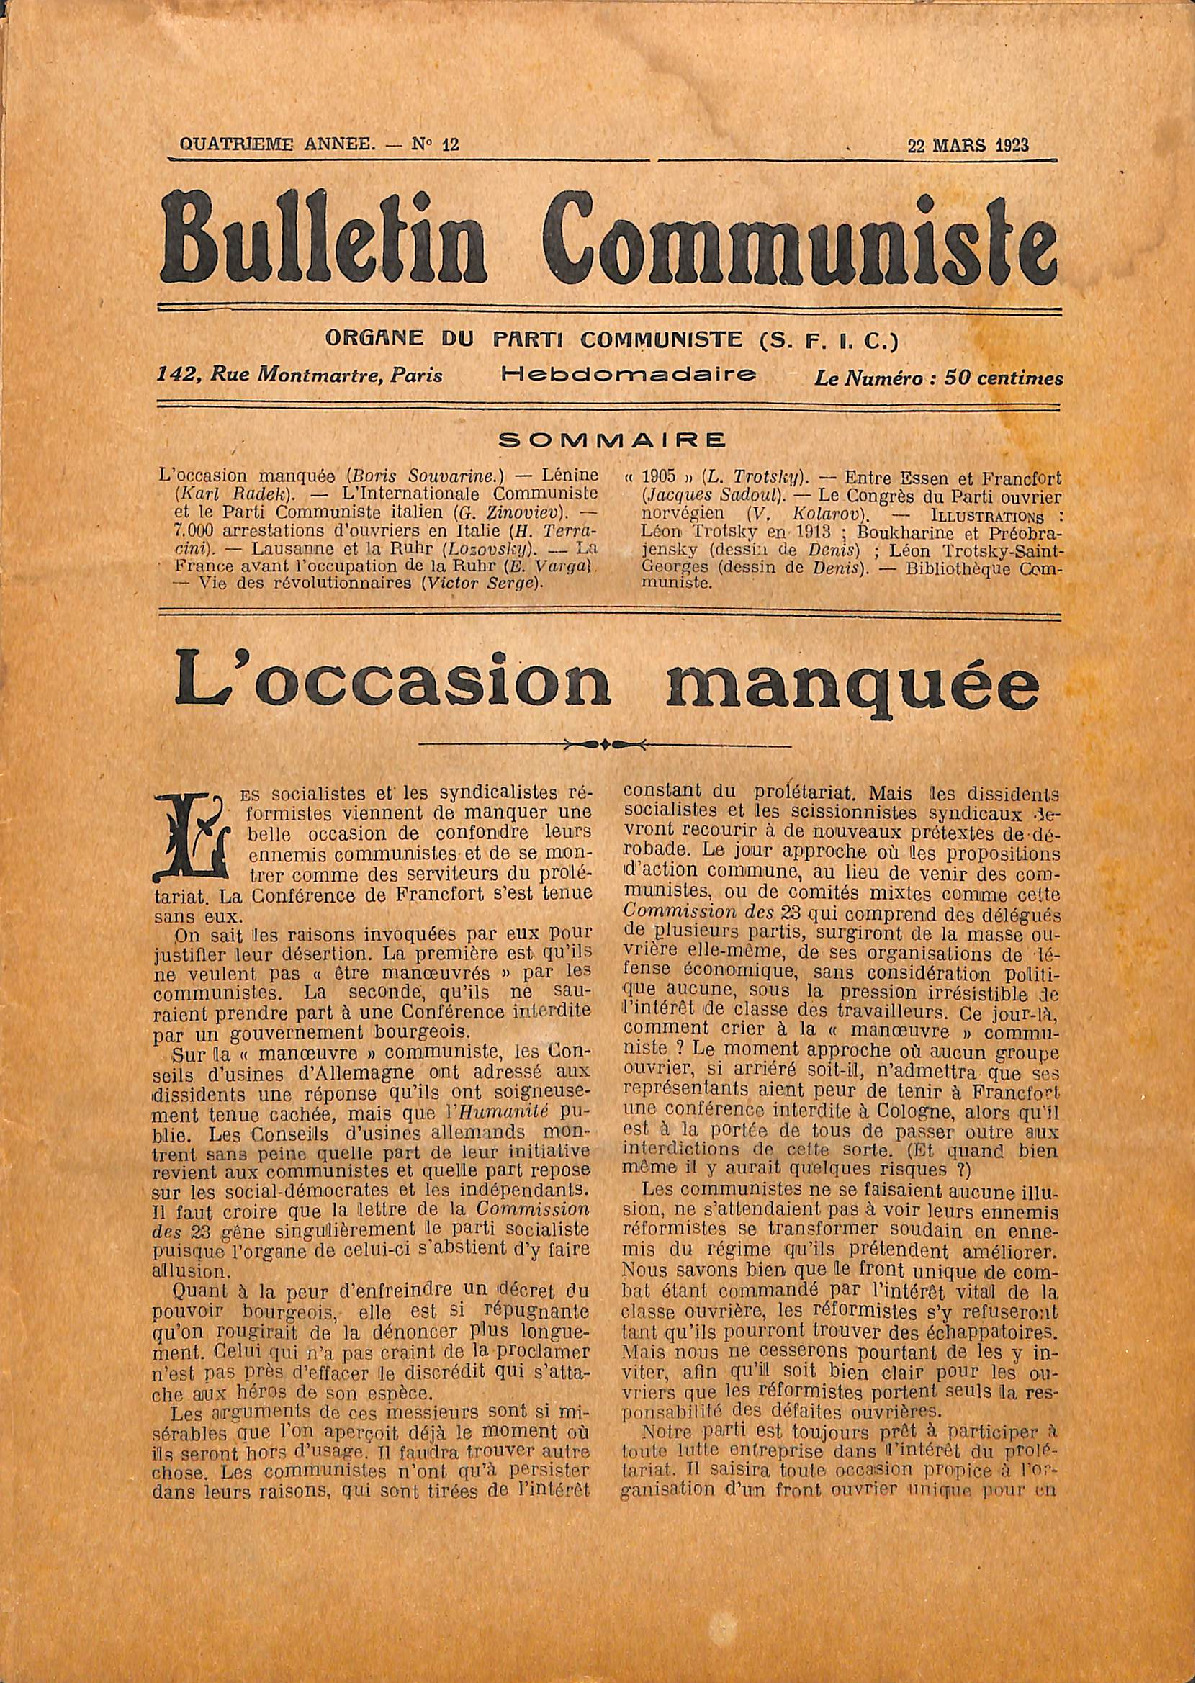 QUATRIEME ANNEE. — N° 12
22 MARS 1923
Bulletin Communiste
ORGANE DU PARTI COMMUNISTE (S. F. I. C.)
142, Rue Montmartre, Paris
Hebdomadaire
Le Numéro : 50 centimes
SOMMAIRE
L'occasion manquée (Boris Souvarine.) — Lénine
(Karl Radek). — L'Internationale Communiste
et le Parti Communiste italien (G. Zinoviev). —
7.000 arrestations d'ouvriers en Italie (H. Terra-
cini). — Lausanne et la Ruhr (Lozovsky). — La
France avant l'occupation de la Ruhr (E. Varga)
— Vie des révolutionnaires (Victor Serge).
« 1905 » (L. Trotsky). — Entre Essen et Francfort
(Jacques Sadoul). — Le Congrès du Parti ouvrier
norvégien (V. Kolarov). — ILLUSTRATIONS :
Léon Trotsky en 1913 ; Boukharine et Préobra-
jensky (dessin de Denis) ; Léon Trotsky-Saint-
Georges (dessin de Denis). — Bibliothèque Com-
muniste.
L'occasion manquée
LES socialistes et les syndicalistes ré-
formistes viennent de manquer une
belle occasion de confondre leurs
ennemis communistes et de se mon-
trer comme des serviteurs du prolé-
tariat. La Conférence de Francfort s'est tenue
sans eux.
On sait les raisons invoquées par eux pour
justifier leur désertion. La première est qu'ils
ne veulent pas « être manœuvrés » par les
communistes. La seconde, qu'ils ne sau-
raient prendre part à une Conférence interdite
par un gouvernement bourgeois.
Sur la « manœuvre » communiste, les Con-
seils d'usines d'Allemagne ont adressé aux
dissidents une réponse qu'ils ont soigneuse-
ment tenue cachée, mais que l'Humanité pu-
blie. Les Conseils d'usines allemands mon-
trent sans peine quelle part de leur initiative
revient aux communistes et quelle part repose
sur les social-démocrates et les indépendants.
Il faut croire que la lettre de la Commission
des 23 gêne singulièrement le parti socialiste
puisque l'organe de celui-ci s'abstient d'y faire
allusion.
Quant à la peur d'enfreindre un décret du
pouvoir bourgeois, elle est si répugnante
qu'on rougirait de la dénoncer plus longue-
ment. Celui qui n'a pas craint de la proclamer
n'est pas près d'effacer le discrédit qui s'atta-
che aux héros de son espèce.
Les arguments de ces messieurs sont si mi-
sérables que l'on aperçoit déjà le moment où
ils seront hors d'usage. Il faudra trouver autre
chose. Les communistes n'ont qu'à persister
dans leurs raisons, qui sont tirées de l'intérêt
constant du prolétariat. Mais les dissidents
socialistes et les scissionnistes syndicaux de-
vront recourir à de nouveaux prétextes de dé-
robade. Le jour approche où les propositions
d'action commune, au lieu de venir des com-
munistes, ou de comités mixtes comme cette
Commission des 23 qui comprend des délégués
de plusieurs partis, surgiront de la masse ou-
vrière elle-même, de ses organisations de dé-
fense économique, sans considération politi-
que aucune, sous la pression irrésistible de
l'intérêt de classe des travailleurs. Ce jour-là,
comment crier à la « manœuvre » commu-
niste ? Le moment approche où aucun groupe
ouvrier, si arriéré soit-il, n'admettra que ses
représentants aient peur de tenir à Francfort
une conférence interdite à Cologne, alors qu'il
est à la portée de tous de passer outre aux
interdictions de cette sorte. (Et quand bien
même il y aurait quelques risques ?)
Les communistes ne se faisaient aucune illu-
sion, ne s'attendaient pas à voir leurs ennemis
réformistes se transformer soudain en enne-
mis du régime qu'ils prétendent améliorer.
Nous savons bien que le front unique de com-
bat étant commandé par l'intérêt vital de la
classe ouvrière, les réformistes s'y refuseront
tant qu'ils pourront trouver des échappatoires.
Mais nous ne cesserons pourtant de les y in-
viter, afin qu'il soit bien clair pour les ou-
vriers que les réformistes portent seuls la res-
ponsabilité des défaites ouvrières.
Notre parti est toujours prêt à participer à
toute lutte entreprise dans l'intérêt du prolé-
tariat. Il saisira toute occasion propice à l'or-
ganisation d'un front ouvrier unique pour en